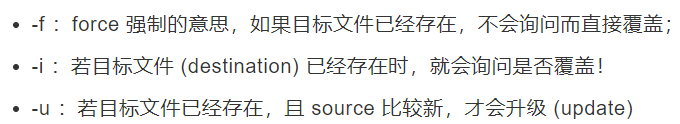 -f ：force 强制的意思，如果目标文件已经存在，不会询问而直接覆盖；
-i ：若目标文件 (destination) 已经存在时，就会询问是否覆盖！
-u ：若目标文件已经存在，且 source 比较新，才会升级 (update)